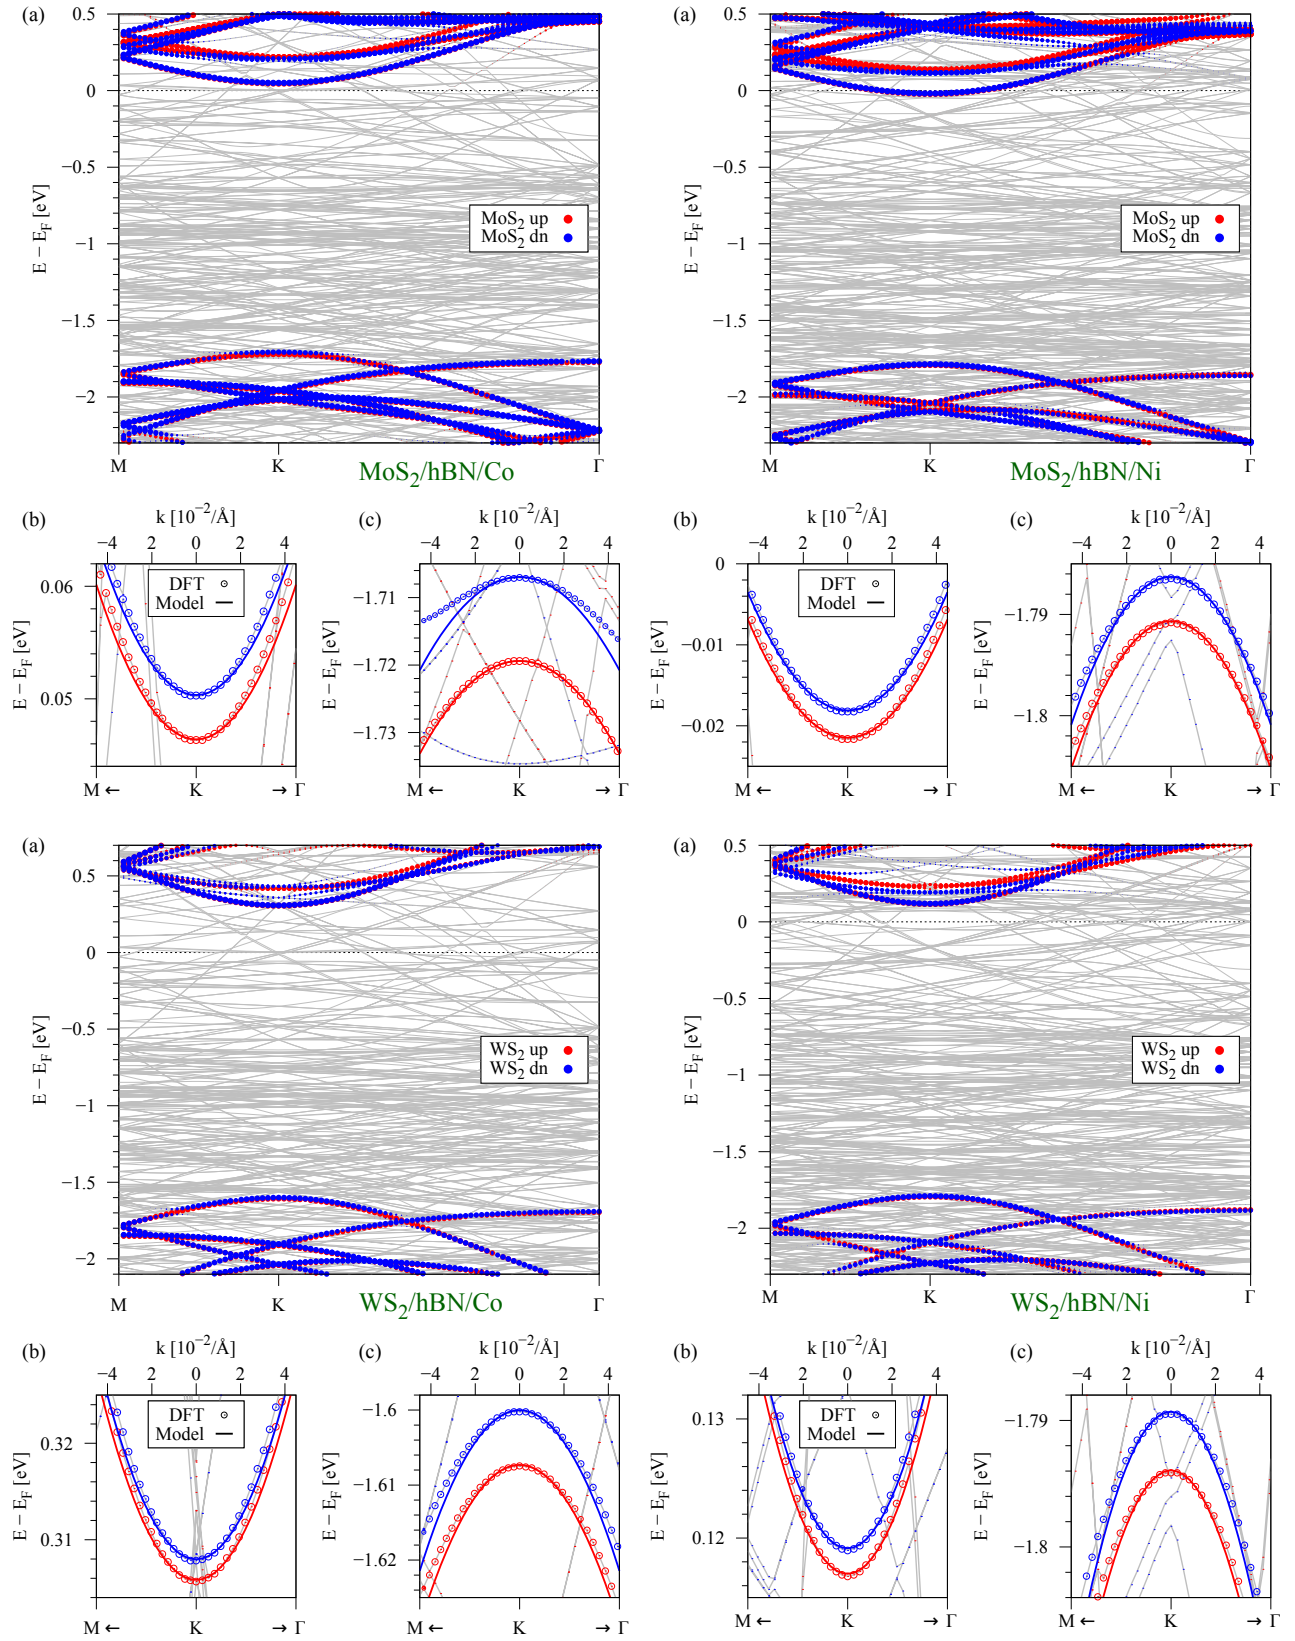 (a)
0.5
0
−0.5
−1
−1.5
−2
E − E_F [eV]
MoS2 up
MoS2 dn
M
K
Γ
MoS2/hBN/Co
(a)
0.5
0
−0.5
−1
−1.5
−2
E − E_F [eV]
MoS2 up
MoS2 dn
M
K
Γ
MoS2/hBN/Ni
(b)
k [10^−2/Å]
−4 2 0 2 4
0.06
0.05
E − E_F [eV]
DFT
Model
M ← K → Γ
(c)
k [10^−2/Å]
−4 2 0 2 4
−1.71
−1.72
−1.73
E − E_F [eV]
M ← K → Γ
(b)
k [10^−2/Å]
−4 2 0 2 4
0
−0.01
−0.02
E − E_F [eV]
DFT
Model
M ← K → Γ
(c)
k [10^−2/Å]
−4 2 0 2 4
−1.79
−1.8
E − E_F [eV]
M ← K → Γ
(a)
0.5
0
−0.5
−1
−1.5
−2
E − E_F [eV]
WS2 up
WS2 dn
M
K
Γ
WS2/hBN/Co
(a)
0.5
0
−0.5
−1
−1.5
−2
E − E_F [eV]
WS2 up
WS2 dn
M
K
Γ
WS2/hBN/Ni
(b)
k [10^−2/Å]
−4 2 0 2 4
0.32
0.31
E − E_F [eV]
DFT
Model
M ← K → Γ
(c)
k [10^−2/Å]
−4 2 0 2 4
−1.6
−1.61
−1.62
E − E_F [eV]
M ← K → Γ
(b)
k [10^−2/Å]
−4 2 0 2 4
0.13
0.12
E − E_F [eV]
DFT
Model
M ← K → Γ
(c)
k [10^−2/Å]
−4 2 0 2 4
−1.79
−1.8
E − E_F [eV]
M ← K → Γ